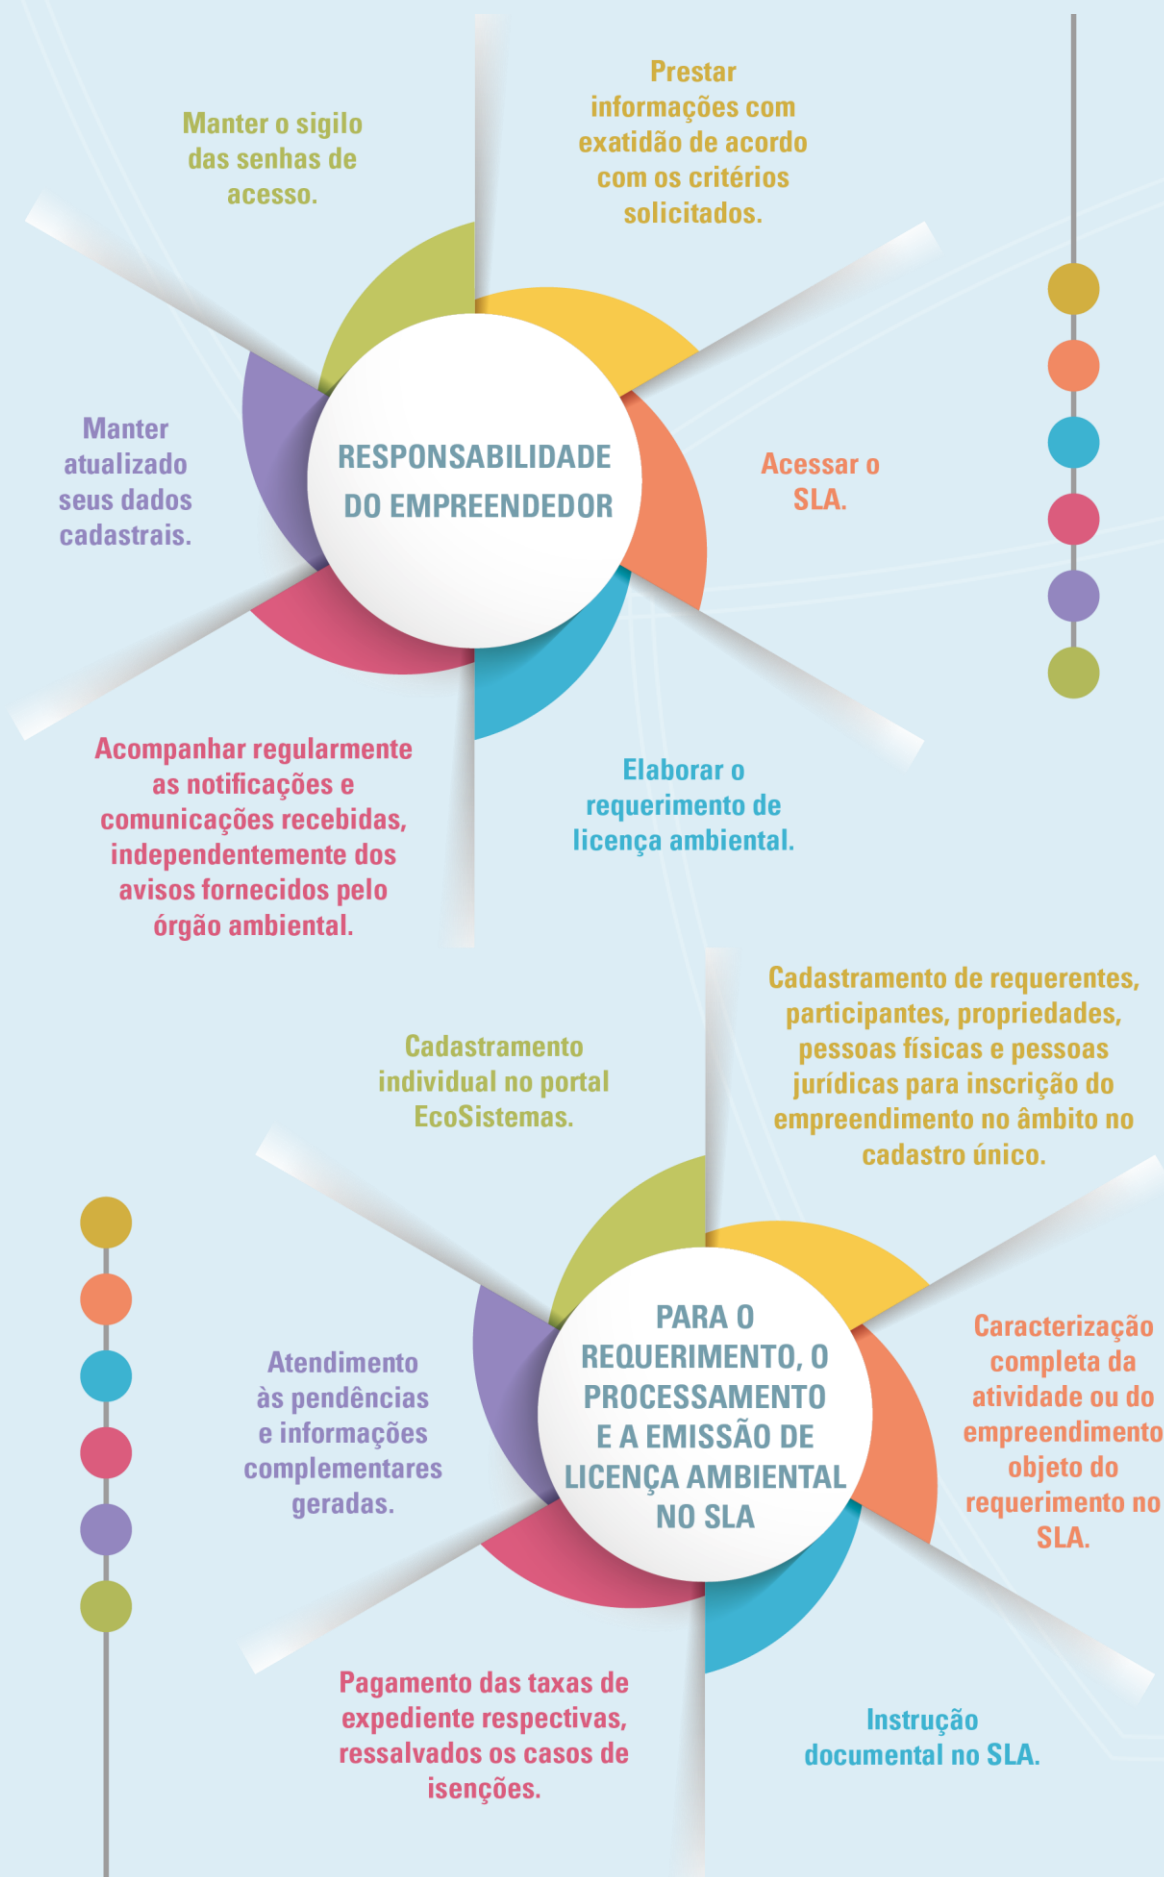 RESPONSABILIDADE
DO EMPREENDEDOR
Prestar
informações com
exatidão de acordo
com os critérios
solicitados.
Acessar o
SLA.
Elaborar o
requerimento de
licença ambiental.
Acompanhar regularmente
as notificações e
comunicações recebidas,
independentemente dos
avisos fornecidos pelo
órgão ambiental.
Manter
atualizado
seus dados
cadastrais.
Manter o sigilo
das senhas de
acesso.
PARA O
REQUERIMENTO, O
PROCESSAMENTO
E A EMISSÃO DE
LICENÇA AMBIENTAL
NO SLA
Cadastramento de requerentes,
participantes, propriedades,
pessoas físicas e pessoas
jurídicas para inscrição do
empreendimento no âmbito no
cadastro único.
Caracterização
completa da
atividade ou do
empreendimento
objeto do
requerimento no
SLA.
Instrução
documental no SLA.
Pagamento das taxas de
expediente respectivas,
ressalvados os casos de
isenções.
Atendimento
às pendências
e informações
complementares
geradas.
Cadastramento
individual no portal
EcoSistemas.